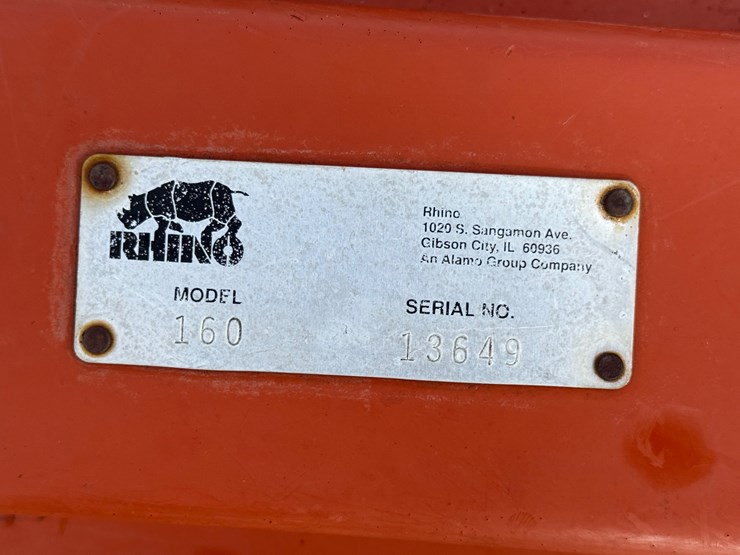 RHINO
Rhino
1020 S. Sangamon Ave.
Gibson City, IL 60936
An Alamo Group Company
MODEL
160
SERIAL NO.
13649